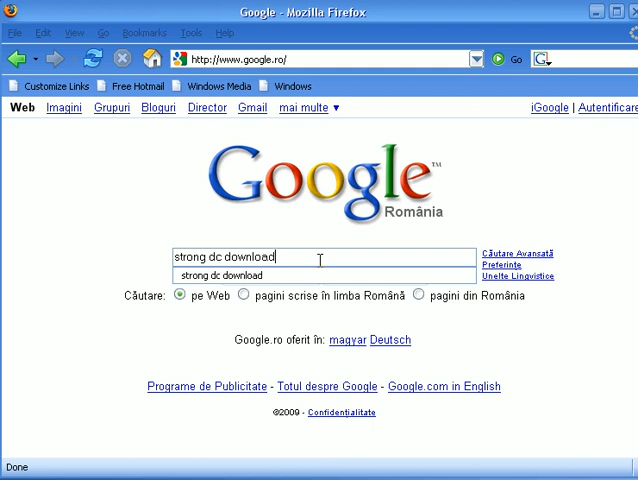 Google - Mozilla Firefox
File Edit View Go Bookmarks Tools Help
http://www.google.ro/ Go
Customize Links Free Hotmail Windows Media Windows
Web Imagini Grupuri Bloguri Director Gmail mai multe ▼ iGoogle | Autentificare
Google™
România
strong dc download
strong dc download
Căutare Avansată
Preferinţe
Unelte Lingvistice
Căutare: pe Web pagini scrise în limba Română pagini din România
Google.ro oferit în: magyar Deutsch
Programe de Publicitate - Totul despre Google - Google.com in English
©2009 - Confidenţialitate
Done